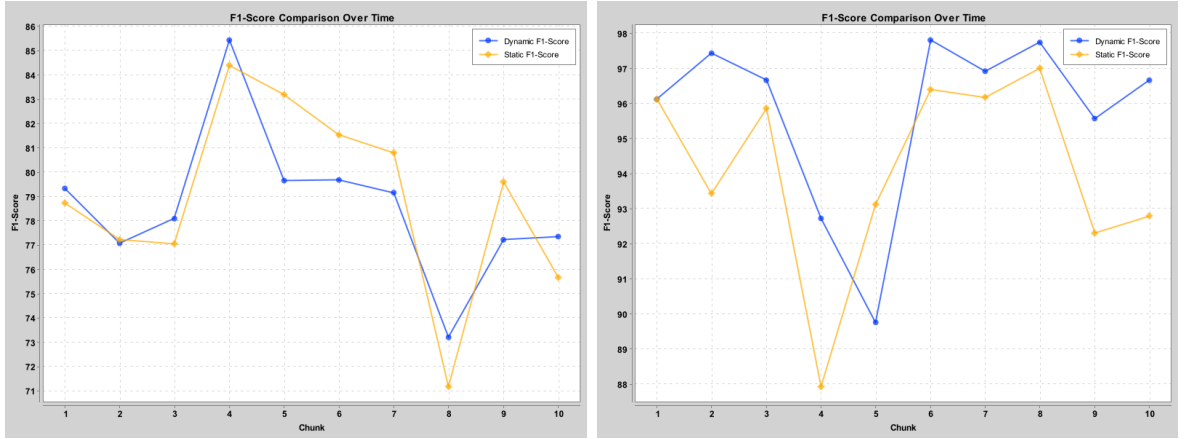 F1-Score Comparison Over Time
Dynamic F1-Score
Static F1-Score
86
85
84
83
82
81
80
79
78
77
76
75
74
73
72
71
F1-Score
1 2 3 4 5 6 7 8 9 10
Chunk
F1-Score Comparison Over Time
Dynamic F1-Score
Static F1-Score
98
97
96
95
94
93
92
91
90
89
88
F1-Score
1 2 3 4 5 6 7 8 9 10
Chunk